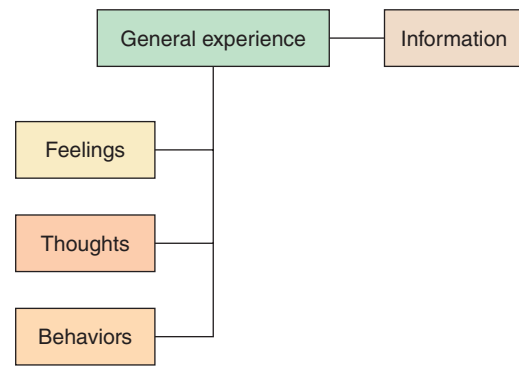 General experience
Information
Feelings
Thoughts
Behaviors